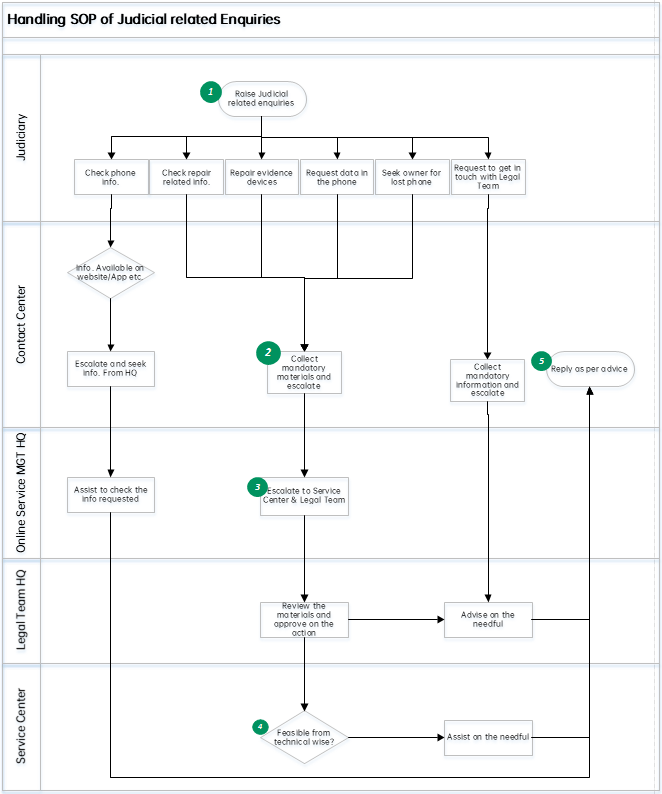 Handling SOP of Judicial related Enquiries
Judiciary
1
Raise Judicial
related enquiries
Check phone
info.
Check repair
related info.
Repair evidence
devices
Request data in
the phone
Seek owner for
lost phone
Request to get in
touch with Legal
Team
Contact Center
Info. Available on
website/App etc.
Escalate and seek
info. From HQ
2
Collect
mandatory
materials and
escalate
Collect
mandatory
information and
escalate
5
Reply as per advice
Online Service MGT HQ
Assist to check the
info requested
3
Escalate to Service
Center & Legal Team
Legal Team HQ
Review the
materials and
approve on the
action
Advise on the
needful
Service Center
4
Feasible from
technical wise?
Assist on the needful